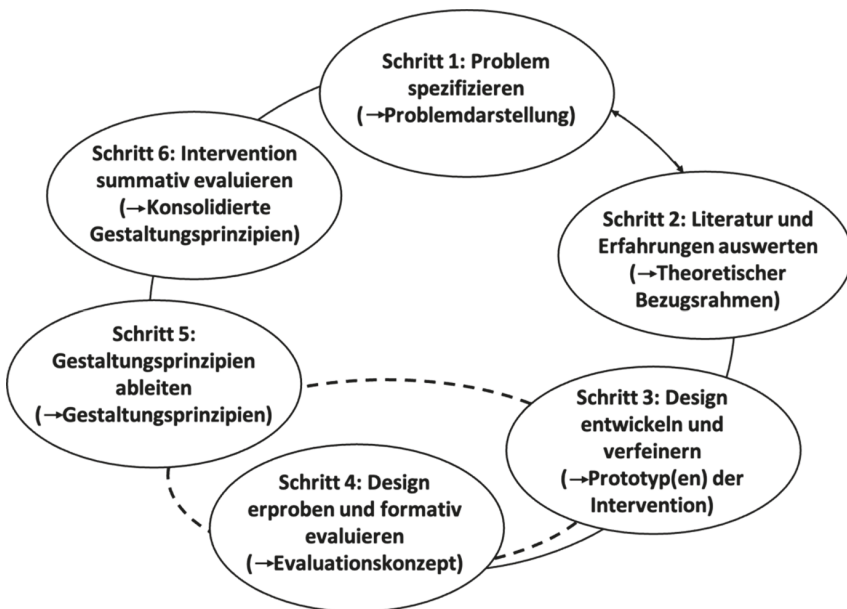 Schritt 1: Problem
spezifizieren
(→Problemdarstellung)
Schritt 2: Literatur und
Erfahrungen auswerten
(→Theoretischer
Bezugsrahmen)
Schritt 3: Design
entwickeln und
verfeinern
(→Prototyp(en) der
Intervention)
Schritt 4: Design
erproben und formativ
evaluieren
(→Evaluationskonzept)
Schritt 5:
Gestaltungsprinzipien
ableiten
(→Gestaltungsprinzipien)
Schritt 6: Intervention
summativ evaluieren
(→Konsolidierte
Gestaltungsprinzipien)